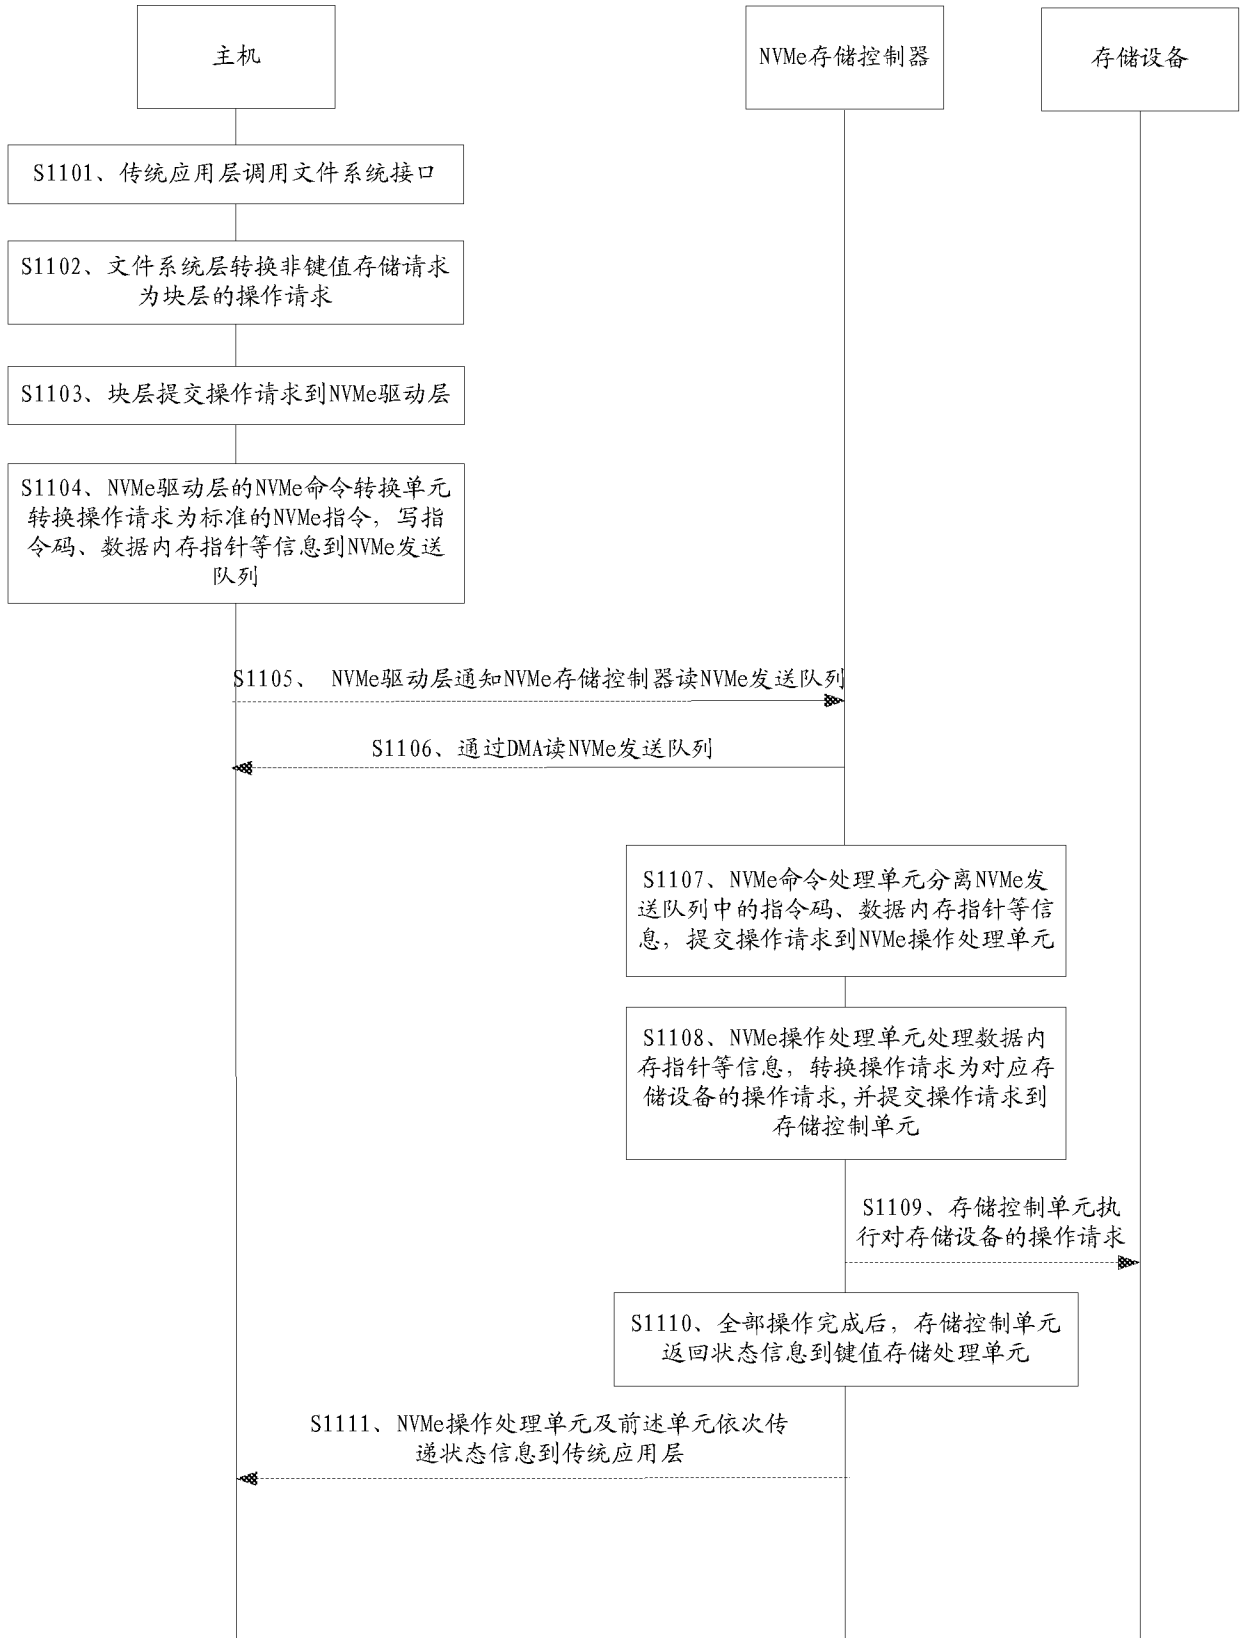 主机
NVMe存储控制器
存储设备
S1101、传统应用层调用文件系统接口
S1102、文件系统层转换非键值存储请求
为块层的操作请求
S1103、块层提交操作请求到NVMe驱动层
S1104、NVMe驱动层的NVMe命令转换单元
转换操作请求为标准的NVMe指令，写指
令码、数据内存指针等信息到NVMe发送
队列
S1105、 NVMe驱动层通知NVMe存储控制器读NVMe发送队列
S1106、通过DMA读NVMe发送队列
S1107、NVMe命令处理单元分离NVMe发
送队列中的指令码、数据内存指针等信
息，提交操作请求到NVMe操作处理单元
S1108、NVMe操作处理单元处理数据内
存指针等信息，转换操作请求为对应存
储设备的操作请求,并提交操作请求到
存储控制单元
S1109、存储控制单元执
行对存储设备的操作请求
S1110、全部操作完成后，存储控制单元
返回状态信息到键值存储处理单元
S1111、NVMe操作处理单元及前述单元依次传
递状态信息到传统应用层